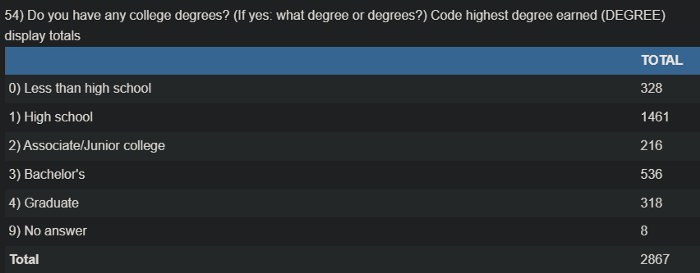 54) Do you have any college degrees? (If yes: what degree or degrees?) Code highest degree earned (DEGREE)
display totals
TOTAL
0) Less than high school 328
1) High school 1461
2) Associate/Junior college 216
3) Bachelor's 536
4) Graduate 318
9) No answer 8
Total 2867